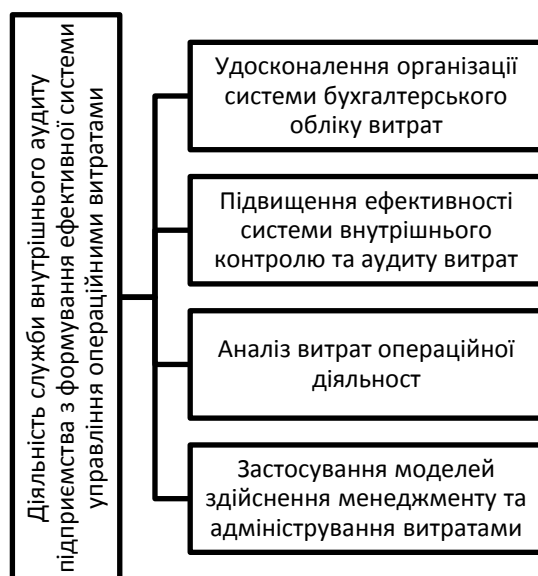 Діяльність служби внутрішнього аудиту
підприємства з формування ефективної системи
управління операційними витратами
Удосконалення організації
системи бухгалтерського
обліку витрат
Підвищення ефективності
системи внутрішнього
контролю та аудиту витрат
Аналіз витрат операційної
діяльност
Застосування моделей
здійснення менеджменту та
адміністрування витратами